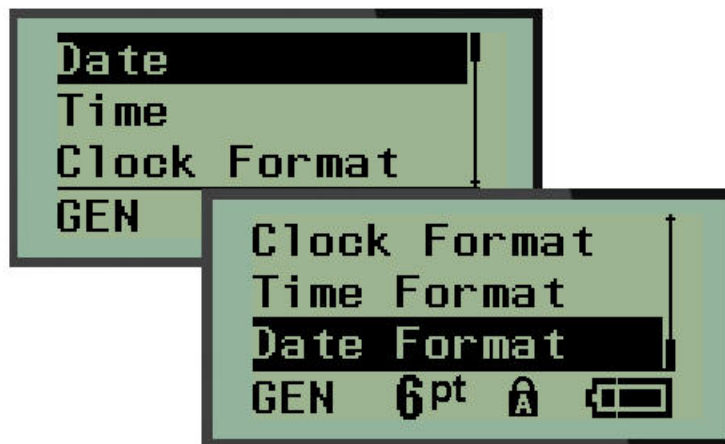 Date
Time
Clock Format
GEN
Clock Format
Time Format
Date Format
GEN 6pt A